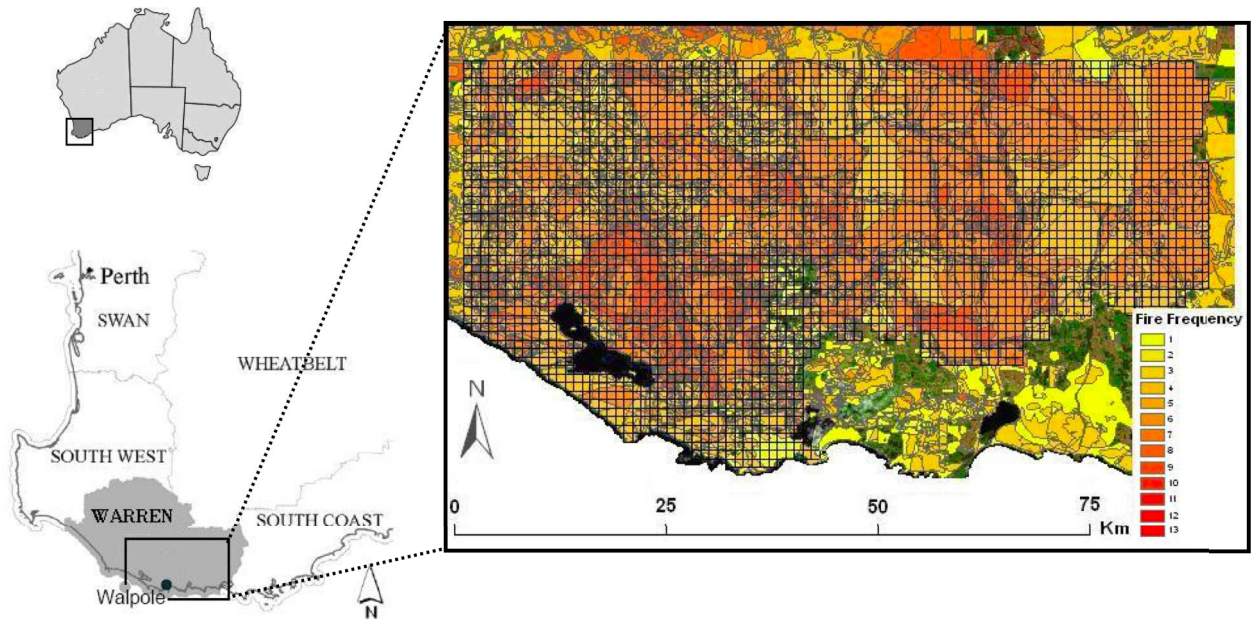 Perth
SWAN
WHEATBELT
SOUTH WEST
WARREN
SOUTH COAST
Walpole
N
N
Fire Frequency
1
2
3
4
5
6
7
8
9
10
11
12
13
0 25 50 75
Km